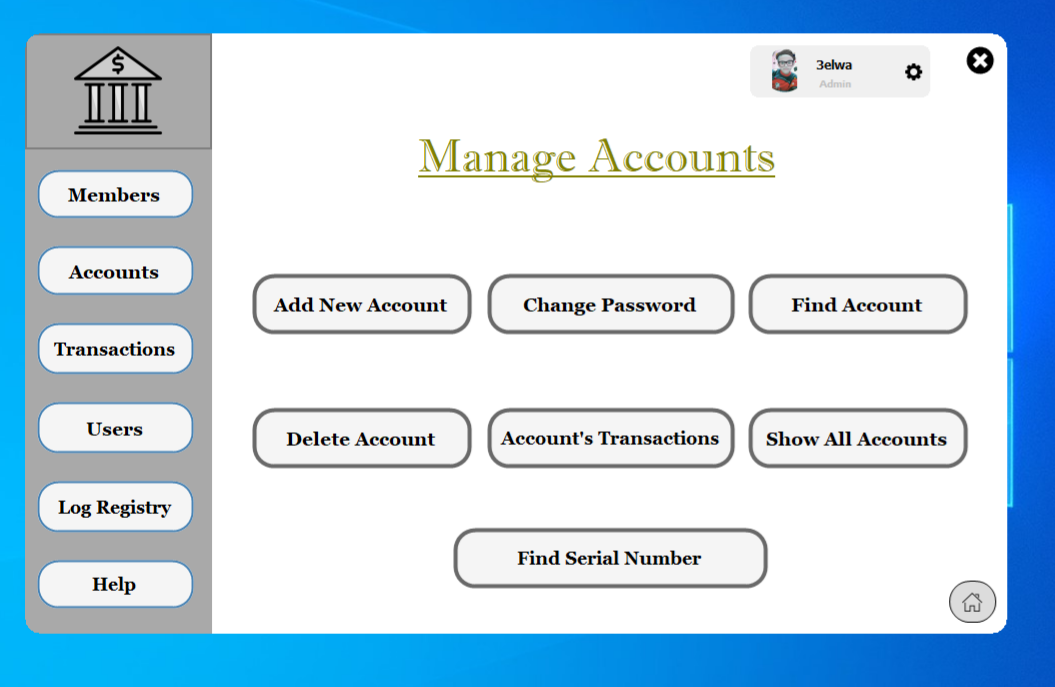 $
3elwa
Admin
Manage Accounts
Members
Accounts
Transactions
Users
Log Registry
Help
Add New Account
Change Password
Find Account
Delete Account
Account's Transactions
Show All Accounts
Find Serial Number